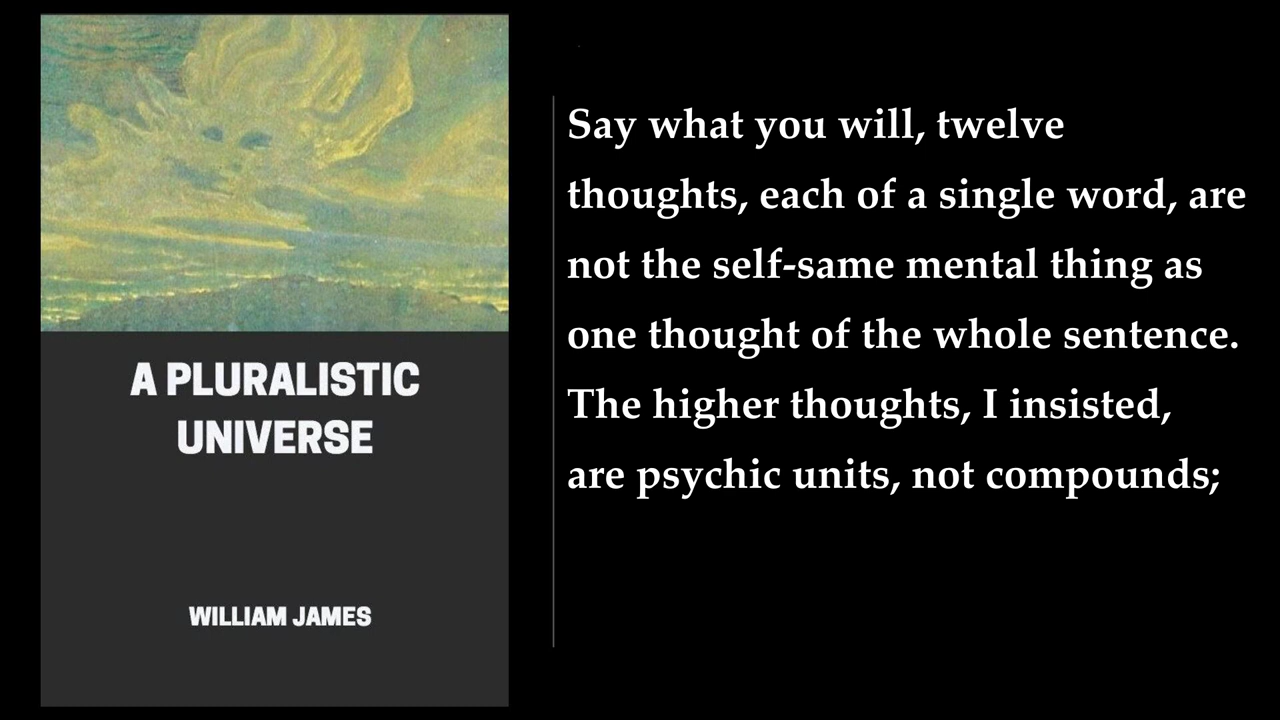 A PLURALISTIC
UNIVERSE
WILLIAM JAMES
Say what you will, twelve
thoughts, each of a single word, are
not the self-same mental thing as
one thought of the whole sentence.
The higher thoughts, I insisted,
are psychic units, not compounds;